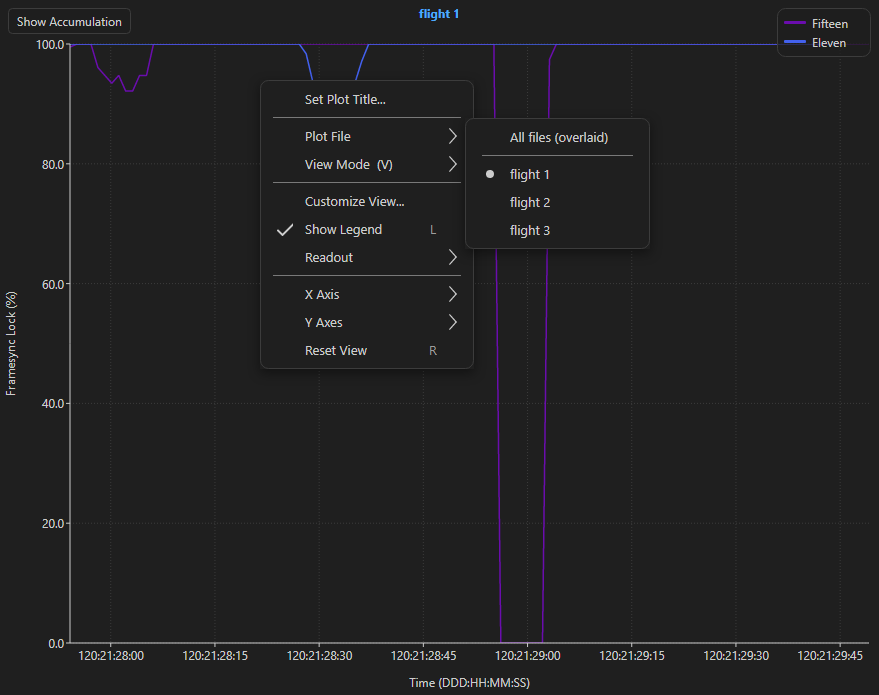 Show Accumulation
flight 1
Fifteen
Eleven
100.0
80.0
60.0
40.0
20.0
0.0
Framesync Lock (%)
Set Plot Title...
Plot File
View Mode (V)
Customize View...
Show Legend L
Readout
X Axis
Y Axes
Reset View R
All files (overlaid)
flight 1
flight 2
flight 3
120:21:28:00 120:21:28:15 120:21:28:30 120:21:28:45 120:21:29:00 120:21:29:15 120:21:29:30 120:21:29:45
Time (DDD:HH:MM:SS)